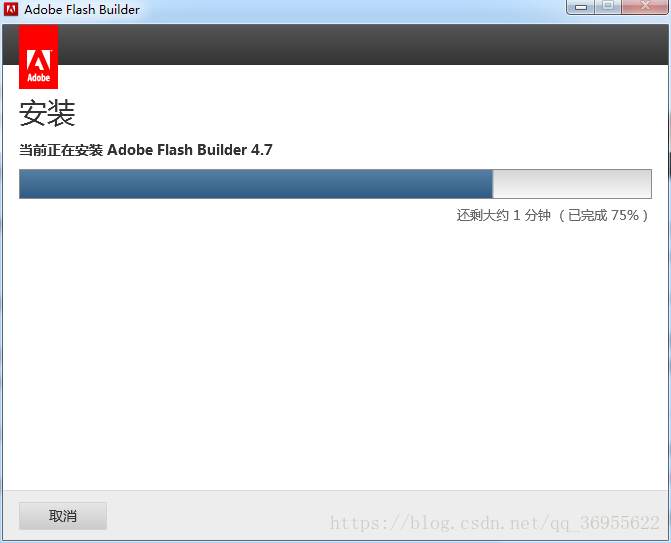 Adobe Flash Builder
Adobe
安装
当前正在安装 Adobe Flash Builder 4.7
还剩大约 1 分钟 （已完成 75%）
取消
https://blog.csdn.net/qq_36955622